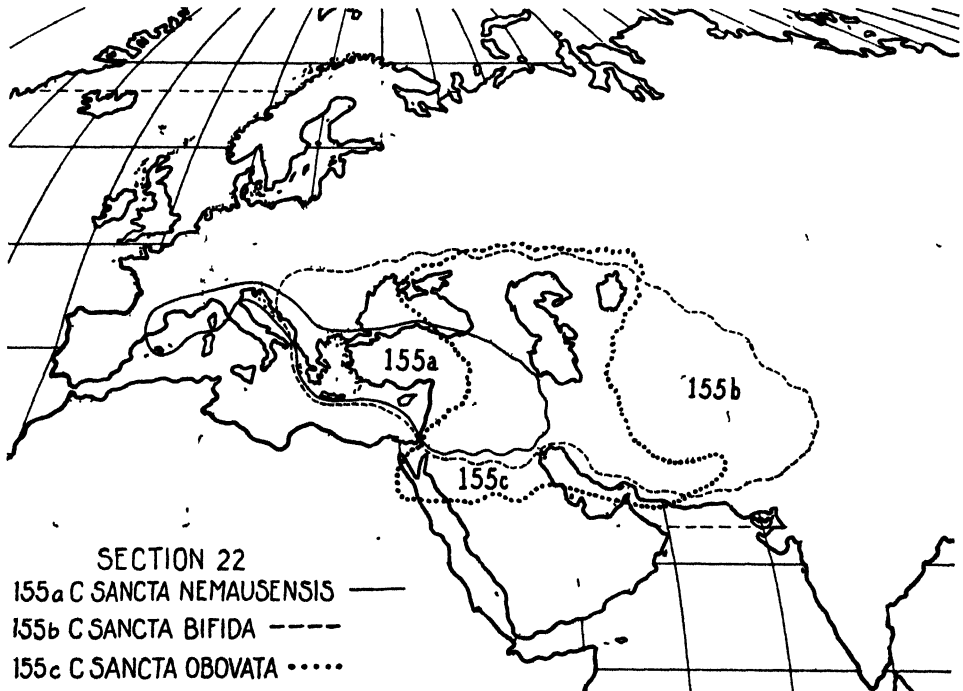 155a
155b
155c
SECTION 22
155a C SANCTA NEMAUSENSIS
155b C SANCTA BIFIDA
155c C SANCTA OBOVATA